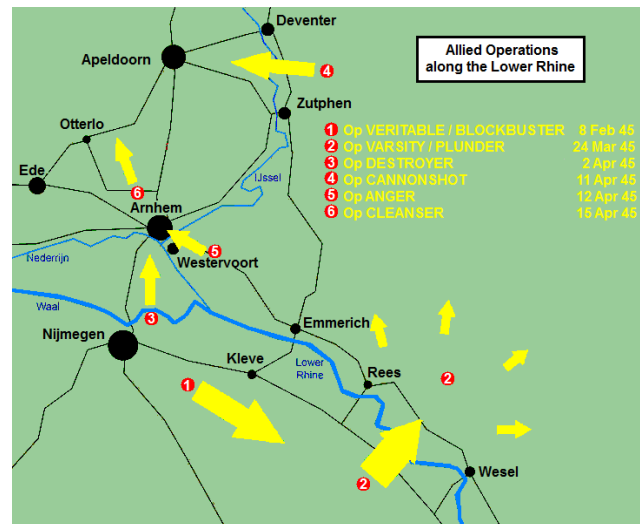 Deventer
Allied Operations
along the Lower Rhine
Apeldoorn
4
Zutphen
1 Op VERITABLE / BLOCKBUSTER 8 Feb 45
2 Op VARSITY / PLUNDER 24 Mar 45
3 Op DESTROYER 2 Apr 45
4 Op CANNONSHOT 11 Apr 45
5 Op ANGER 12 Apr 45
6 Op CLEANSER 15 Apr 45
Otterlo
Ede
6
IJssel
Arnhem
5
Nederrijn
Westervoort
Waal
3
Emmerich
Nijmegen
Kleve
Lower
Rhine
Rees
2
1
Wesel
2